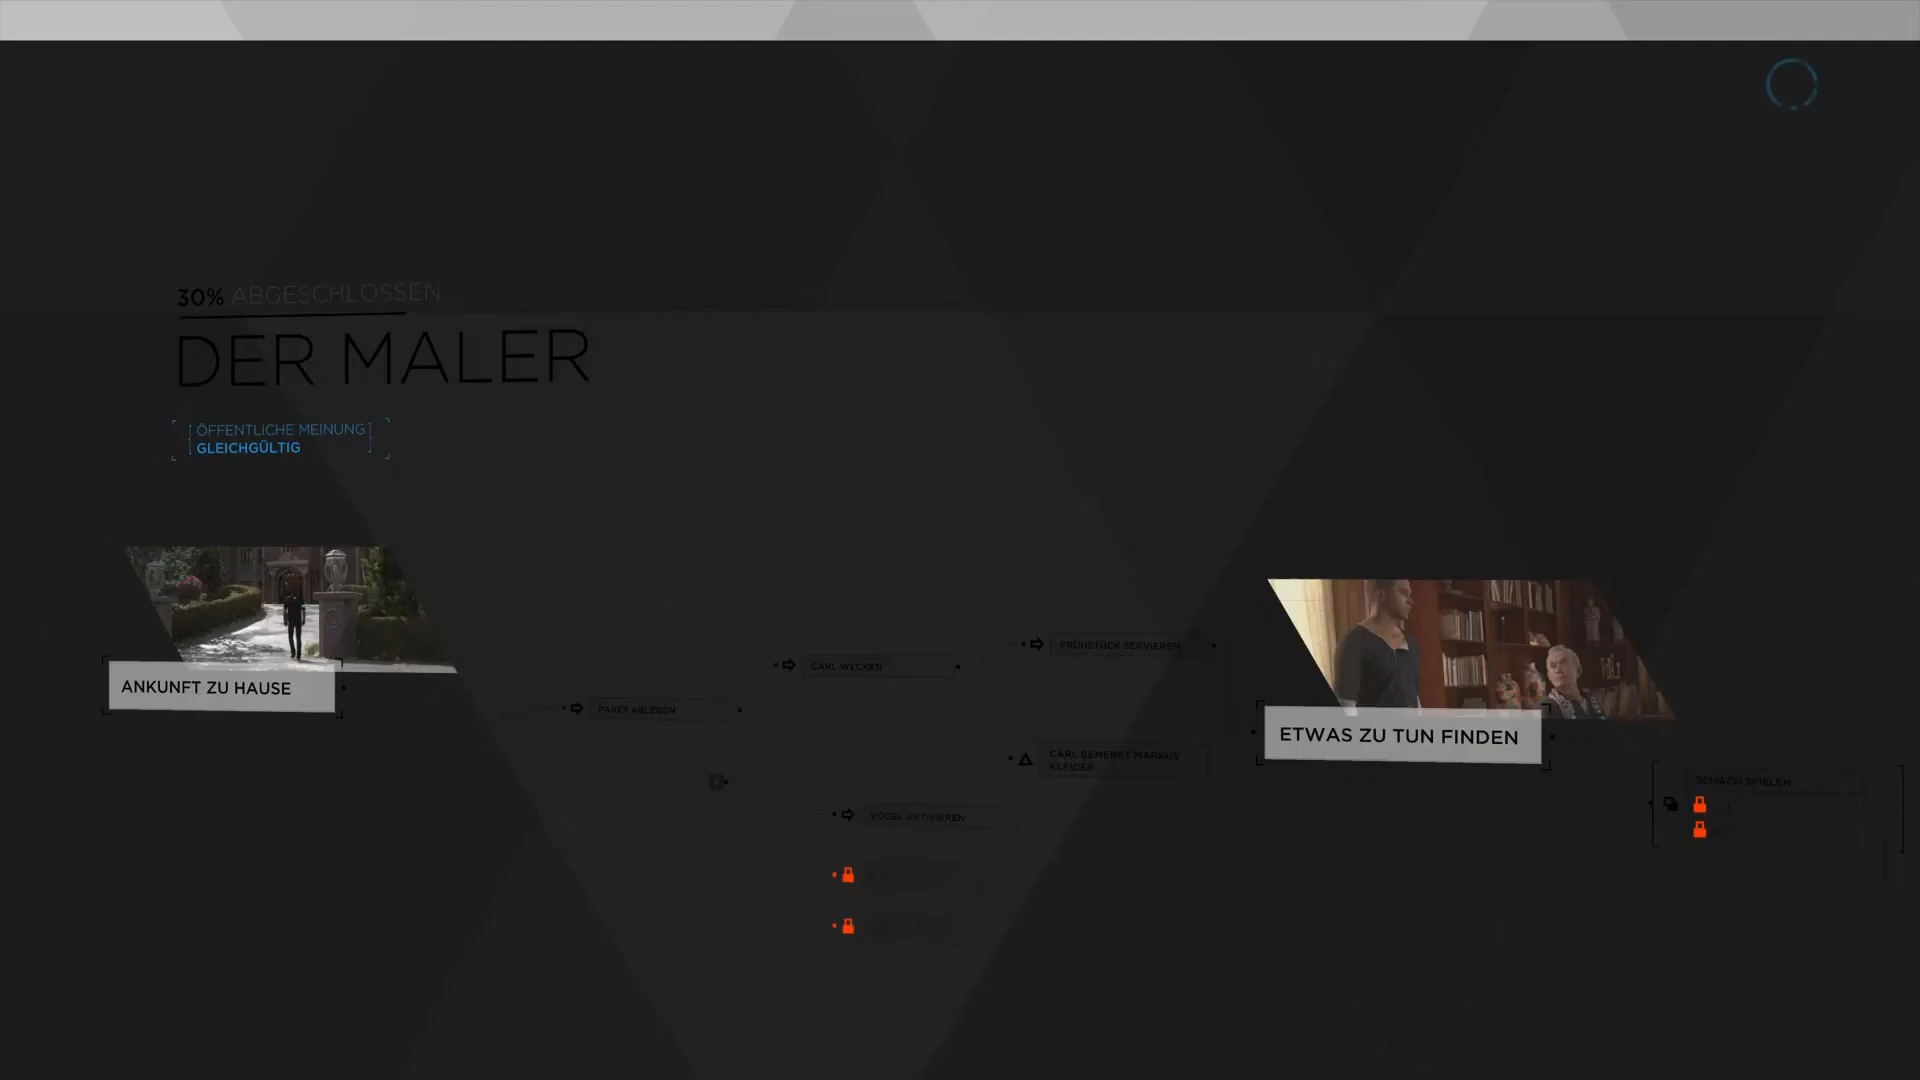 30% ABGESCHLOSSEN
DER MALER
ÖFFENTLICHE MEINUNG
GLEICHGÜLTIG
ANKUNFT ZU HAUSE
PAKET ABLEGEN
CARL WECKEN
FRÜHSTÜCK SERVIEREN
CARL BEMERKT MARKUS'
KLEIDER
VOGEL AKTIVIEREN
ETWAS ZU TUN FINDEN
SCHACH SPIELEN